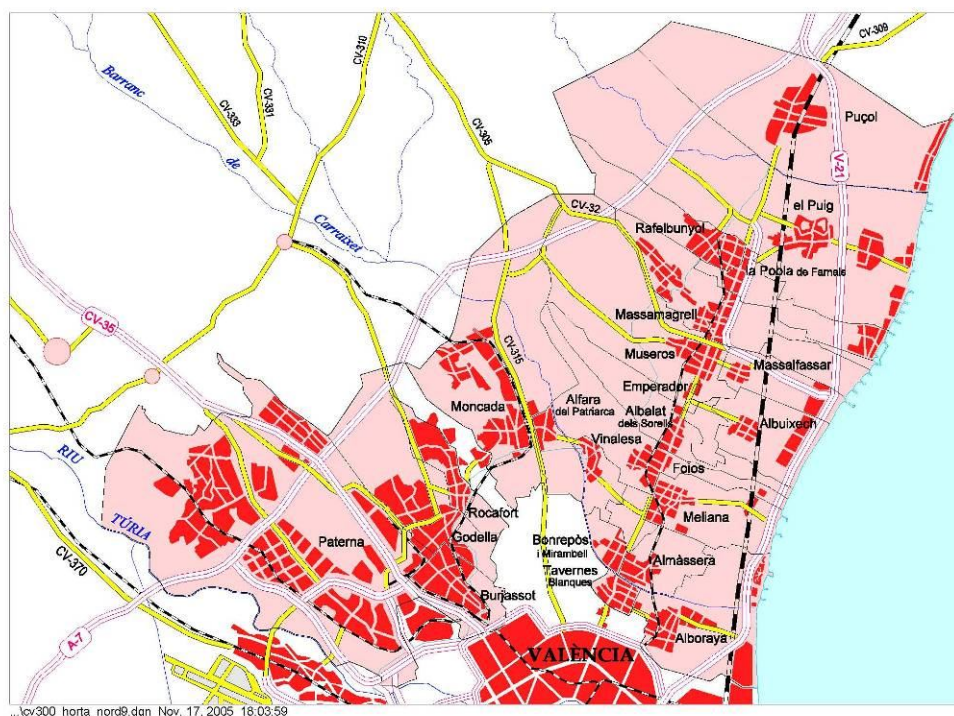 CV-309
CV-310
Barranc
CV-331
CV-333
Puçol
CV-305
de
V-21
el Puig
CV-32
Carraixet
Rafelbunyol
la Pobla de Farnals
CV-35
Massamagrell
CV-315
Museros
Massalfassar
Emperador
Moncada
Alfara
del Patriarca
Albalat
dels Sorells
Albuixech
Vinalesa
RIU
Foios
Rocafort
Meliana
TÚRIA
Paterna
Godella
Bonrepòs
i Mirambell
Almàssera
CV-370
Tavernes
Blanques
Burjassot
Alboraya
A-7
VALÈNCIA
...\cv300_horta_nord9.dgn Nov. 17, 2005 18:03:59